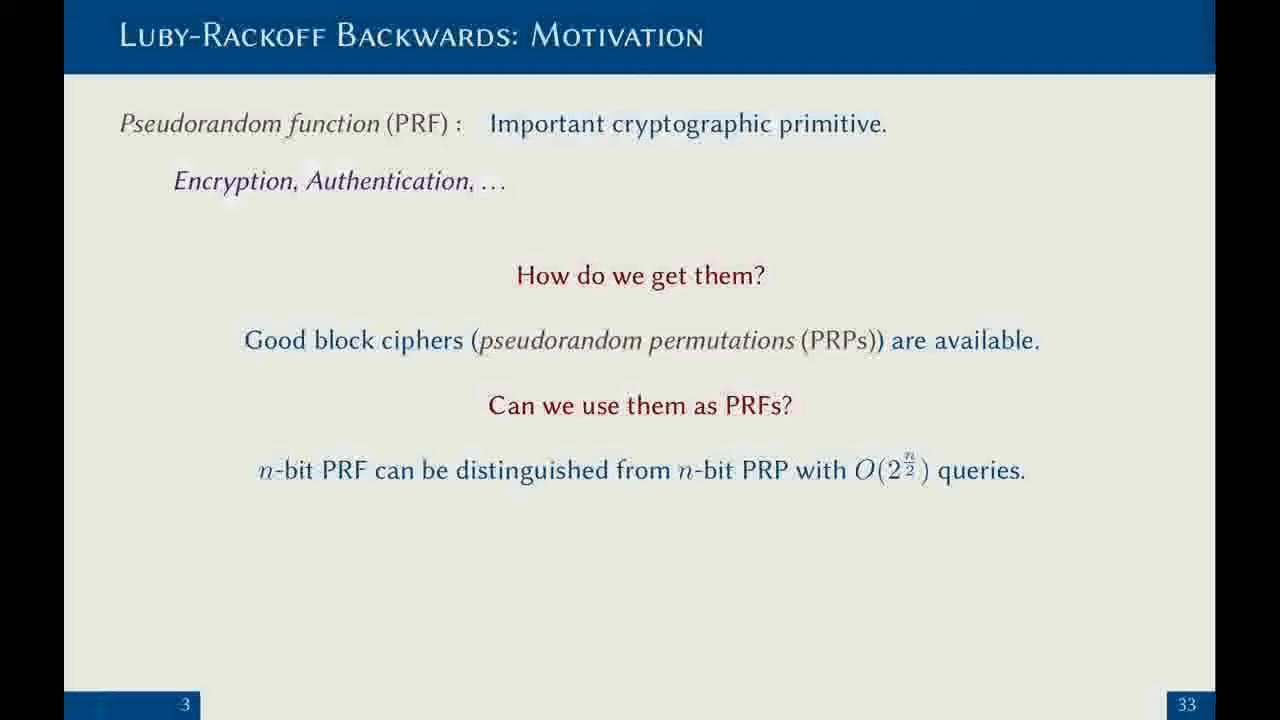 Luby-Rackoff Backwards: Motivation
Pseudorandom function (PRF) : Important cryptographic primitive.
Encryption, Authentication, …
How do we get them?
Good block ciphers (pseudorandom permutations (PRPs)) are available.
Can we use them as PRFs?
n-bit PRF can be distinguished from n-bit PRP with O(2^{n/2}) queries.
3
33